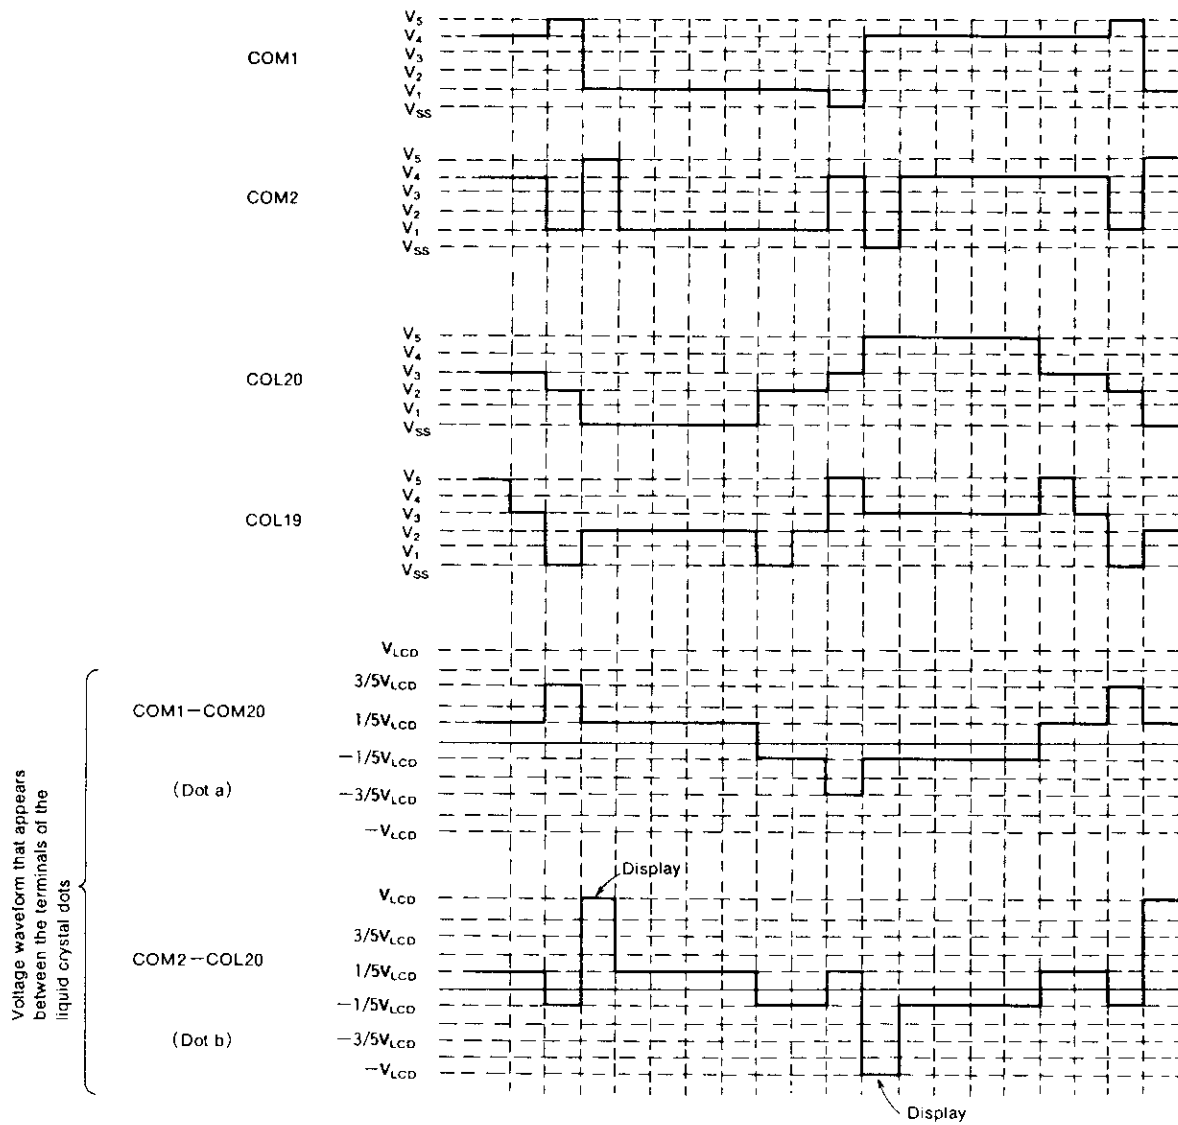 V5
V4
COM1
V3
V2
V1
VSS
V5
V4
COM2
V3
V2
V1
VSS
V5
V4
COL20
V3
V2
V1
VSS
V5
V4
COL19
V3
V2
V1
VSS
Voltage waveform that appears
between the terminals of the
liquid crystal dots
VLCD
3/5VLCD
COM1−COM20
1/5VLCD
−1/5VLCD
(Dot a)
−3/5VLCD
−VLCD
Display
VLCD
3/5VLCD
COM2−COL20
1/5VLCD
−1/5VLCD
(Dot b)
−3/5VLCD
−VLCD
Display